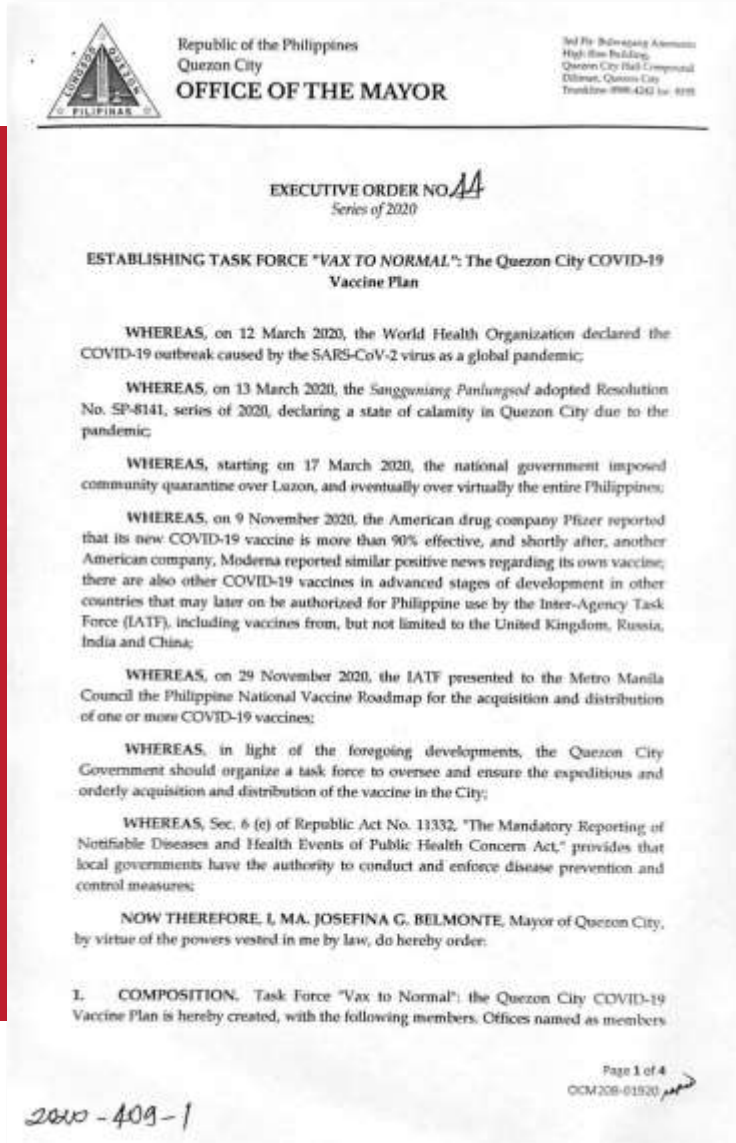 LUNGSOD QUEZON
PILIPINAS
Republic of the Philippines
Quezon City
OFFICE OF THE MAYOR
High Rise Building,
Quezon City Hall Compound
Diliman, Quezon City
EXECUTIVE ORDER NO. 44
Series of 2020
ESTABLISHING TASK FORCE "VAX TO NORMAL": The Quezon City COVID-19
Vaccine Plan
WHEREAS, on 12 March 2020, the World Health Organization declared the
COVID-19 outbreak caused by the SARS-CoV-2 virus as a global pandemic;
WHEREAS, on 13 March 2020, the Sangguniang Panlungsod adopted Resolution
No. SP-8141, series of 2020, declaring a state of calamity in Quezon City due to the
pandemic;
WHEREAS, starting on 17 March 2020, the national government imposed
community quarantine over Luzon, and eventually over virtually the entire Philippines;
WHEREAS, on 9 November 2020, the American drug company Pfizer reported
that its new COVID-19 vaccine is more than 90% effective, and shortly after, another
American company, Moderna reported similar positive news regarding its own vaccine;
there are also other COVID-19 vaccines in advanced stages of development in other
countries that may later on be authorized for Philippine use by the Inter-Agency Task
Force (IATF), including vaccines from, but not limited to the United Kingdom, Russia,
India and China;
WHEREAS, on 29 November 2020, the IATF presented to the Metro Manila
Council the Philippine National Vaccine Roadmap for the acquisition and distribution
of one or more COVID-19 vaccines;
WHEREAS, in light of the foregoing developments, the Quezon City
Government should organize a task force to oversee and ensure the expeditious and
orderly acquisition and distribution of the vaccine in the City;
WHEREAS, Sec. 6 (e) of Republic Act No. 11332, "The Mandatory Reporting of
Notifiable Diseases and Health Events of Public Health Concern Act," provides that
local governments have the authority to conduct and enforce disease prevention and
control measures;
NOW THEREFORE, I, MA. JOSEFINA G. BELMONTE, Mayor of Quezon City,
by virtue of the powers vested in me by law, do hereby order:
1. COMPOSITION. Task Force "Vax to Normal": the Quezon City COVID-19
Vaccine Plan is hereby created, with the following members. Offices named as members
Page 1 of 4
OCM20B-01920
2020-409-1